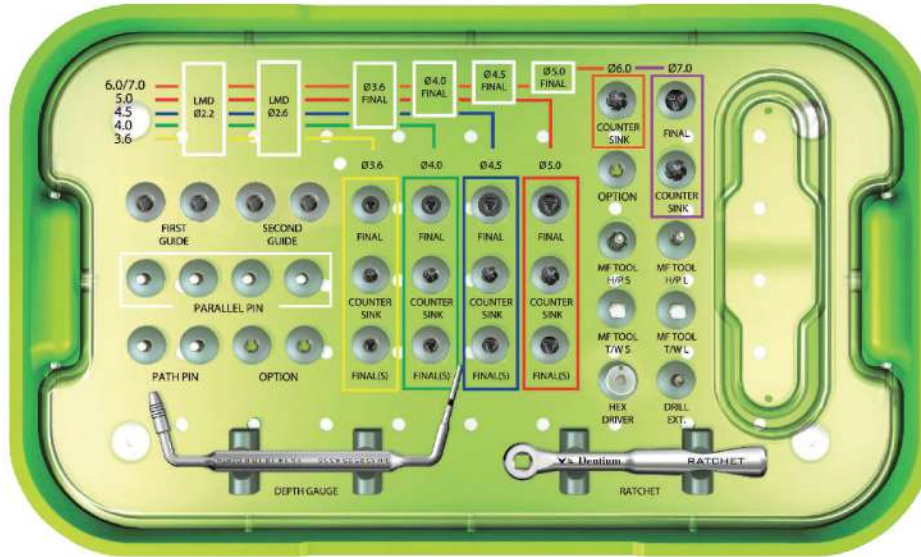 6.0/7.0
5.0
4.5
4.0
3.6
LMD
Ø2.2
LMD
Ø2.6
Ø3.6
FINAL
Ø4.0
FINAL
Ø4.5
FINAL
Ø5.0
FINAL
Ø6.0
Ø7.0
COUNTER
SINK
FINAL
Ø3.6
Ø4.0
Ø4.5
Ø5.0
OPTION
COUNTER
SINK
FIRST
GUIDE
SECOND
GUIDE
FINAL
FINAL
FINAL
FINAL
MF TOOL
H/P S
MF TOOL
H/P L
PARALLEL PIN
COUNTER
SINK
COUNTER
SINK
COUNTER
SINK
COUNTER
SINK
MF TOOL
T/W S
MF TOOL
T/W L
PATH PIN
OPTION
FINAL(S)
FINAL(S)
FINAL(S)
FINAL(S)
HEX
DRIVER
DRILL
EXT.
Dentium
RATCHET
DEPTH GAUGE
RATCHET